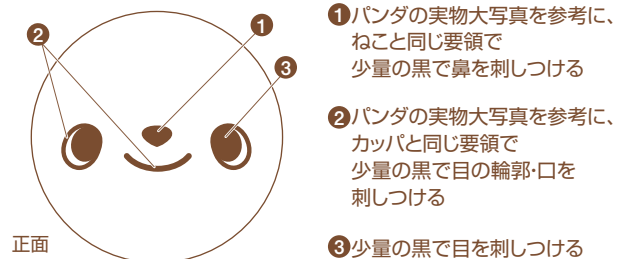 ❶パンダの実物大写真を参考に、
ねこと同じ要領で
少量の黒で鼻を刺しつける
❷パンダの実物大写真を参考に、
カッパと同じ要領で
少量の黒で目の輪郭・口を
刺しつける
❸少量の黒で目を刺しつける
❷
❶
❸
正面